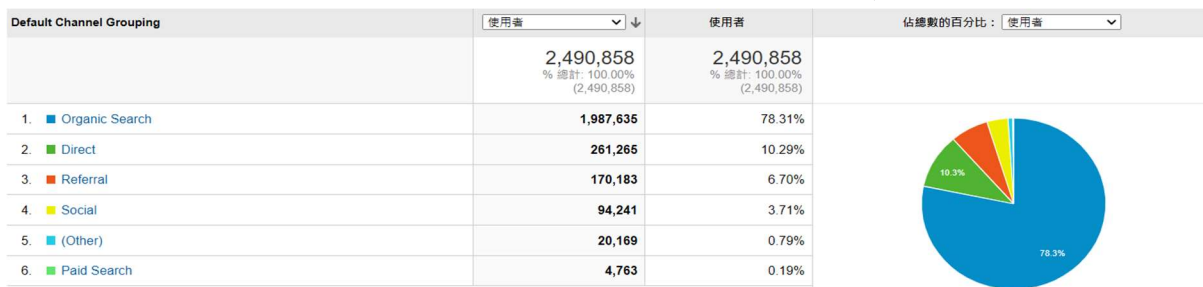 Default Channel Grouping 使用者 使用者 佔總數的百分比： 使用者
2,490,858 2,490,858
% 總計: 100.00% % 總計: 100.00%
(2,490,858) (2,490,858)
1. Organic Search 1,987,635 78.31%
2. Direct 261,265 10.29%
3. Referral 170,183 6.70%
4. Social 94,241 3.71%
5. (Other) 20,169 0.79%
6. Paid Search 4,763 0.19%
10.3%
78.3%